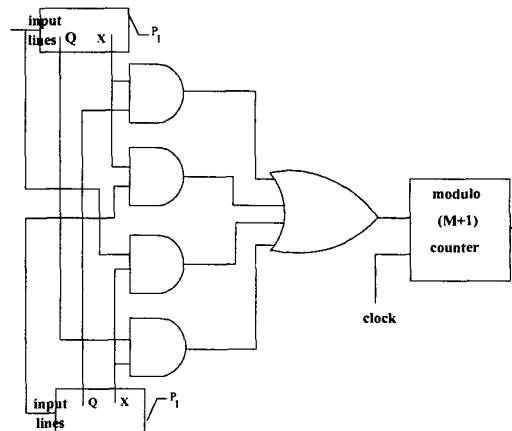 input
lines Q X P1
modulo
(M+1)
counter
clock
input
lines Q X P1